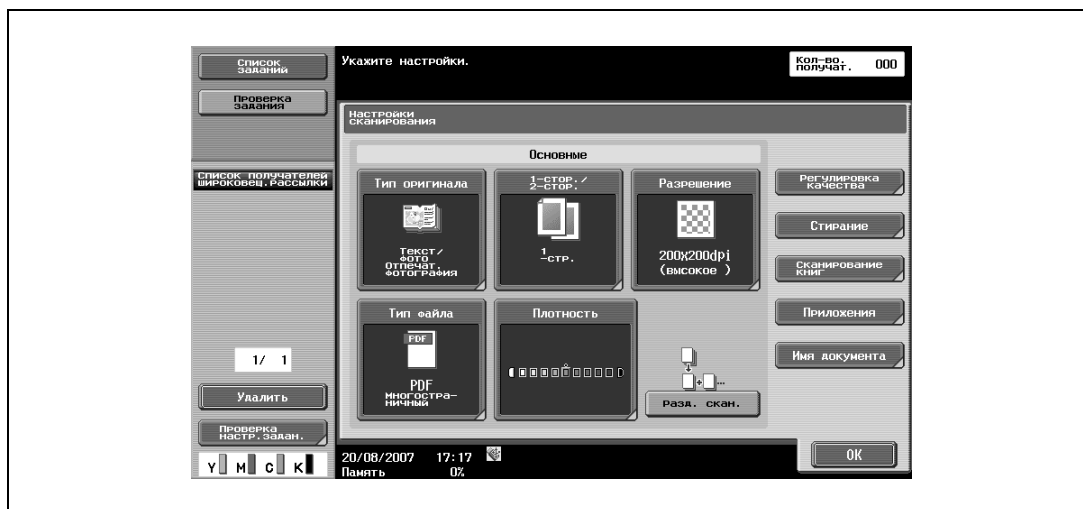 Список
заданий
Проверка
задания
Список получателей
широковещ.рассылки
1/ 1
Удалить
Проверка
настр.задан.
Y M C K
Укажите настройки.
Кол-во.
получат. 000
Настройки
сканирования
Основные
Тип оригинала
Текст/
фото
отпечат.
фотография
1-стор./
2-стор.
1
-стр.
Разрешение
200x200dpi
(высокое )
Тип файла
PDF
PDF
многостра-
ничный
Плотность
Разд. скан.
Регулировка
качества
Стирание
Сканирование
книг
Приложения
Имя документа
20/08/2007 17:17
Память 0%
OK